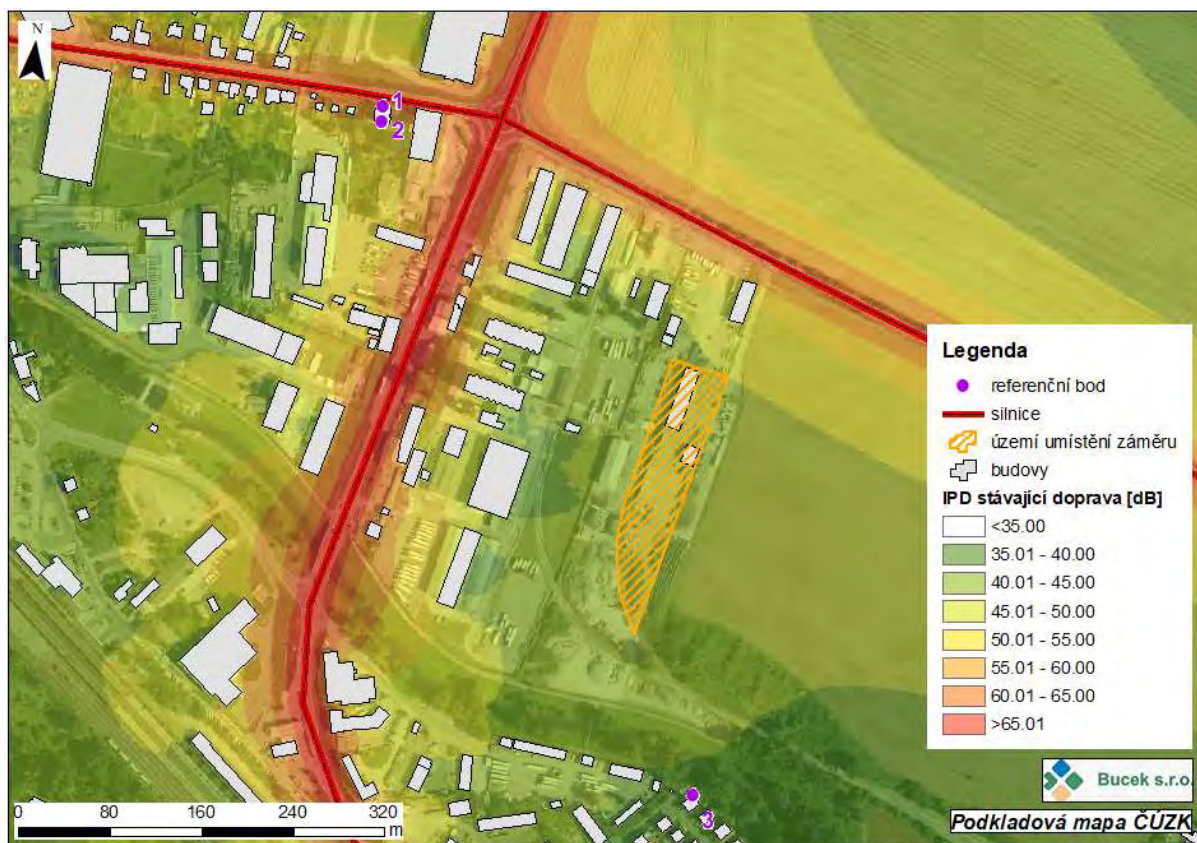 N
1
2
Legenda
referenční bod
silnice
území umístění záměru
budovy
IPD stávající doprava [dB]
<35.00
35.01 - 40.00
40.01 - 45.00
45.01 - 50.00
50.01 - 55.00
55.01 - 60.00
60.01 - 65.00
>65.01
Bucek s.r.o.
3
0 80 160 240 320
m
Podkladová mapa ČÚZK